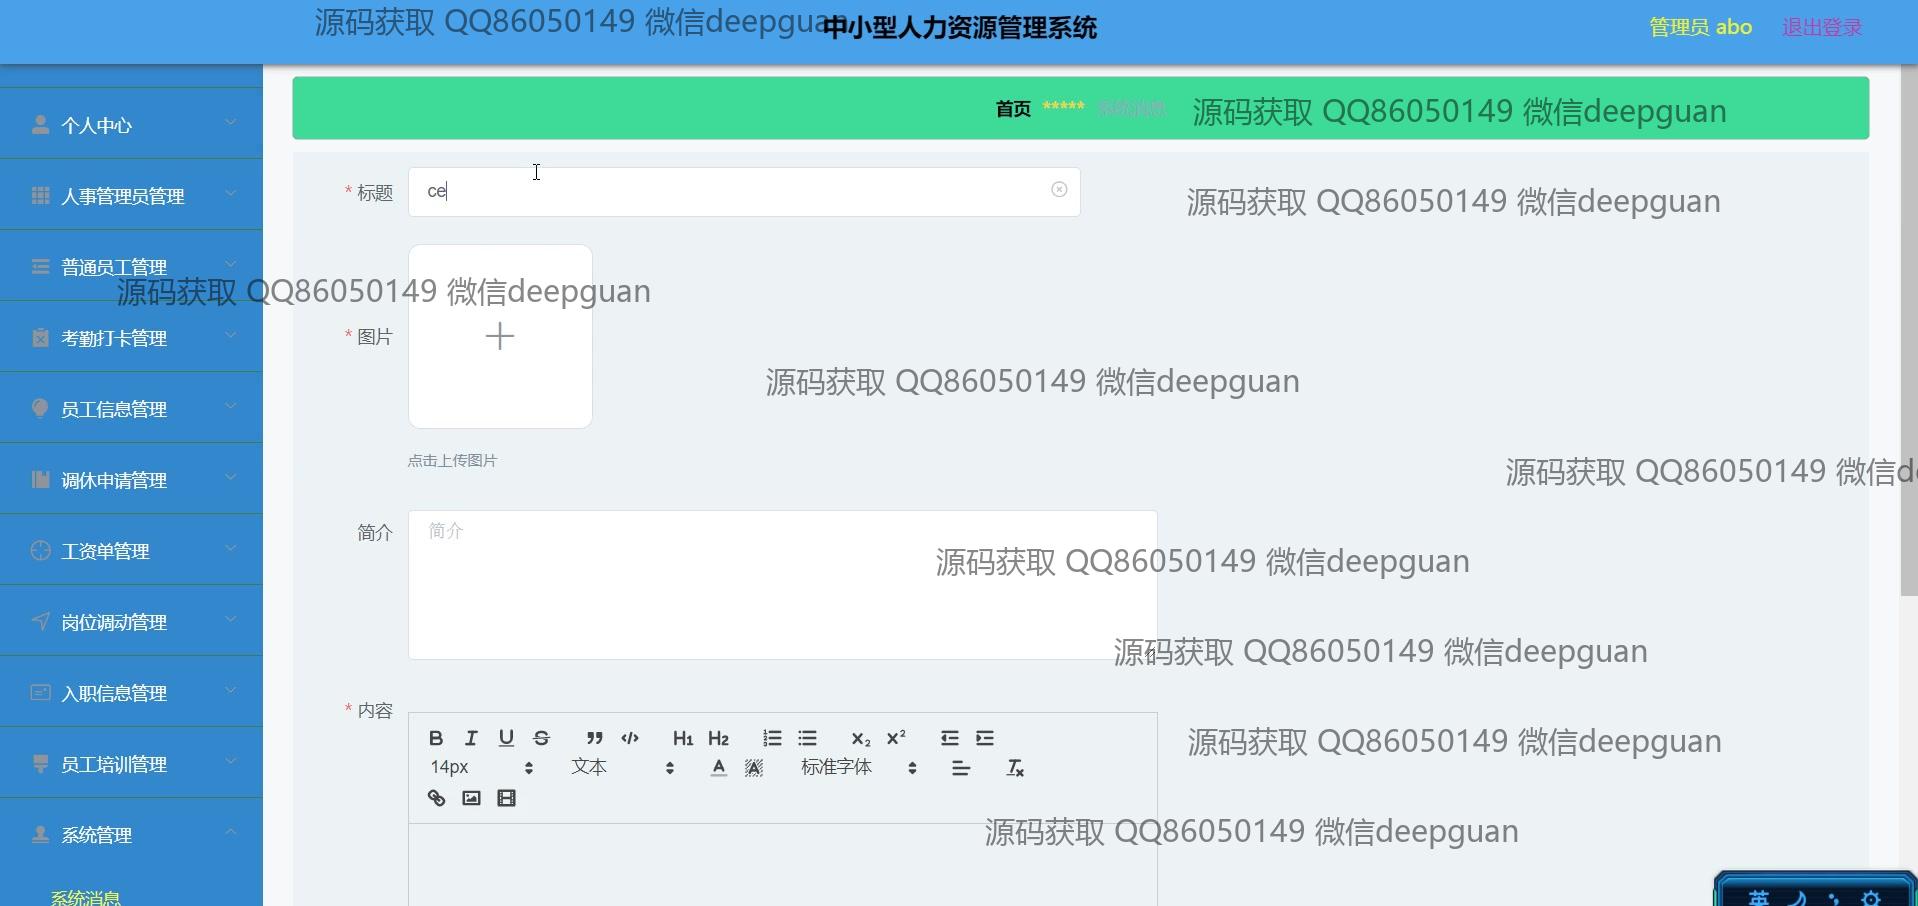 源码获取 QQ86050149 微信deepguan
中小型人力资源管理系统
管理员 abo
退出登录
首页 ***** 系统消息
源码获取 QQ86050149 微信deepguan
个人中心
人事管理员管理
普通员工管理
考勤打卡管理
员工信息管理
调休申请管理
工资单管理
岗位调动管理
入职信息管理
员工培训管理
系统管理
系统消息
* 标题
ce
源码获取 QQ86050149 微信deepguan
源码获取 QQ86050149 微信deepguan
* 图片
源码获取 QQ86050149 微信deepguan
点击上传图片
源码获取 QQ86050149 微信d
简介
简介
源码获取 QQ86050149 微信deepguan
源码获取 QQ86050149 微信deepguan
* 内容
B I U S ” </> H1 H2 X₂ X²
源码获取 QQ86050149 微信deepguan
14px 文本 A A 标准字体 Tx
源码获取 QQ86050149 微信deepguan
英